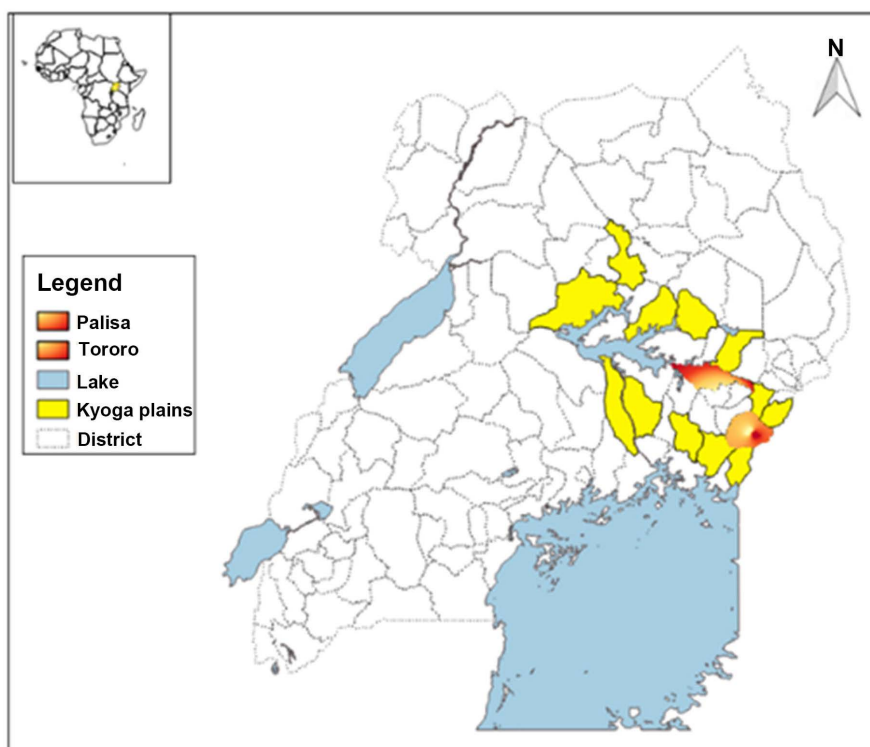 N
Legend
Palisa
Tororo
Lake
Kyoga plains
District